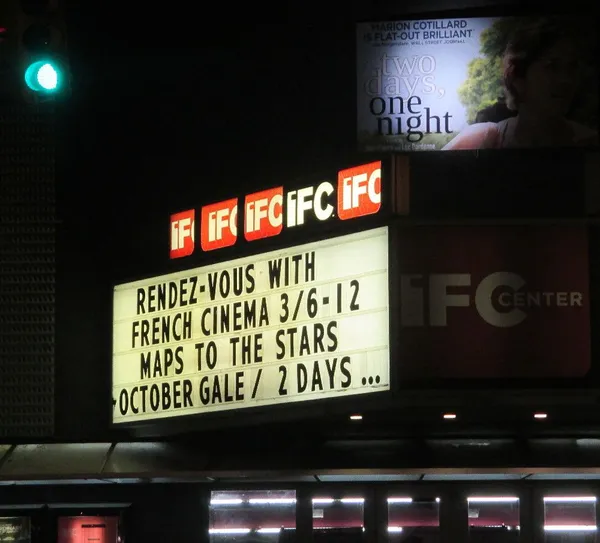 MARION COTILLARD
IS FLAT-OUT BRILLIANT
two
days,
one
night
iFC iFC iFC iFC iFC
RENDEZ-VOUS WITH
FRENCH CINEMA 3/6-12
MAPS TO THE STARS
OCTOBER GALE / 2 DAYS ...
iFC CENTER